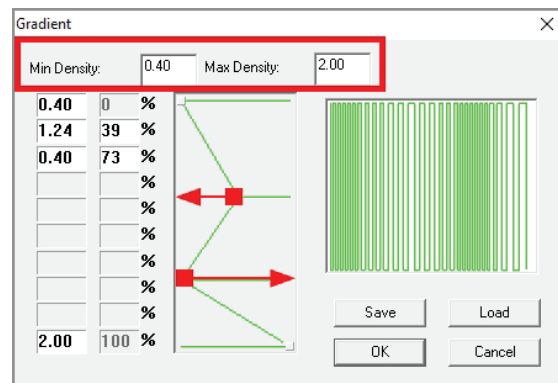 Gradient
Min Density: 0.40 Max Density: 2.00
0.40 0 %
1.24 39 %
0.40 73 %
%
%
%
%
%
%
2.00 100 %
Save Load
OK Cancel